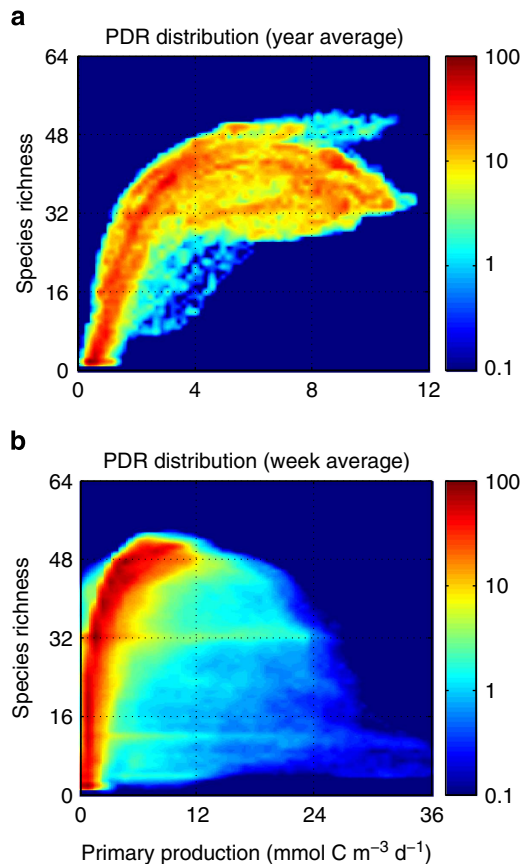 a
PDR distribution (year average)
64
48
32
16
0
Species richness
0 4 8 12
100
10
1
0.1
b
PDR distribution (week average)
64
48
32
16
0
Species richness
0 12 24 36
100
10
1
0.1
Primary production (mmol C m⁻³ d⁻¹)